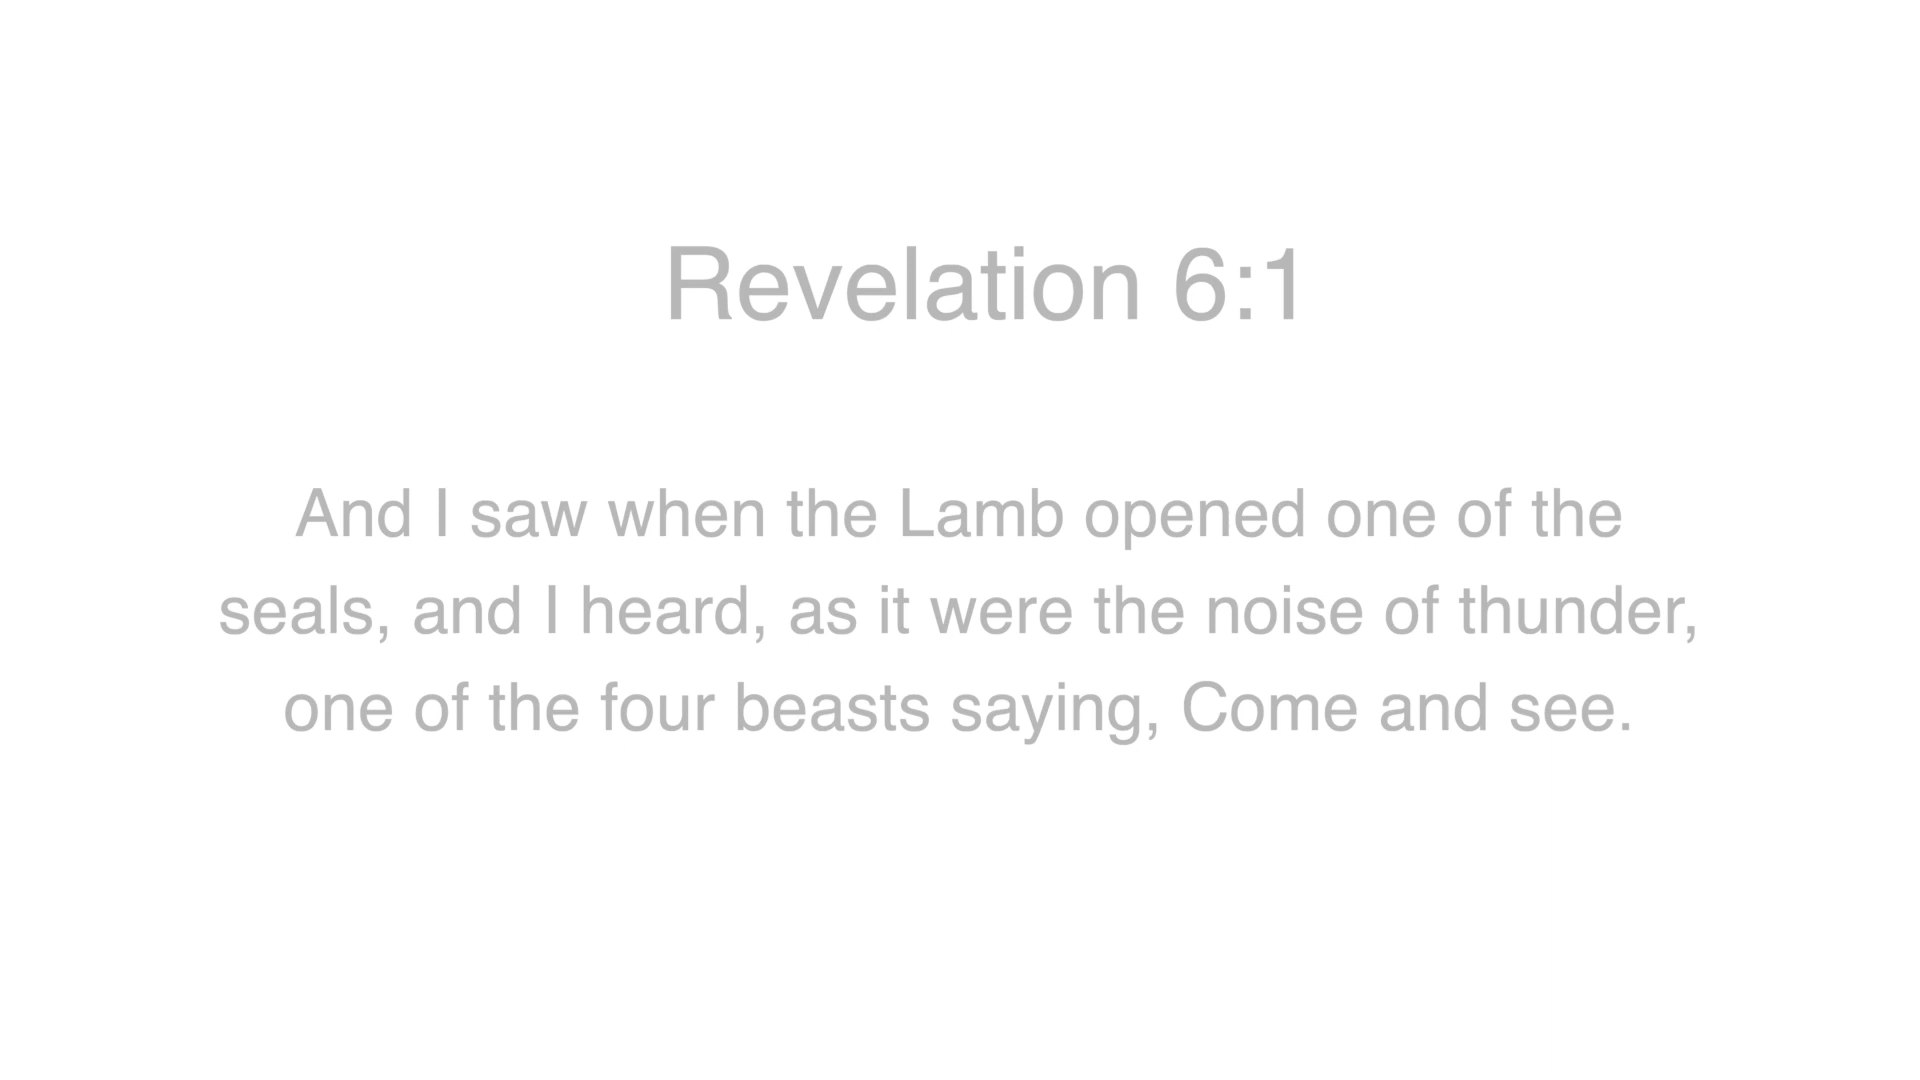 Revelation 6:1
And I saw when the Lamb opened one of the
seals, and I heard, as it were the noise of thunder,
one of the four beasts saying, Come and see.